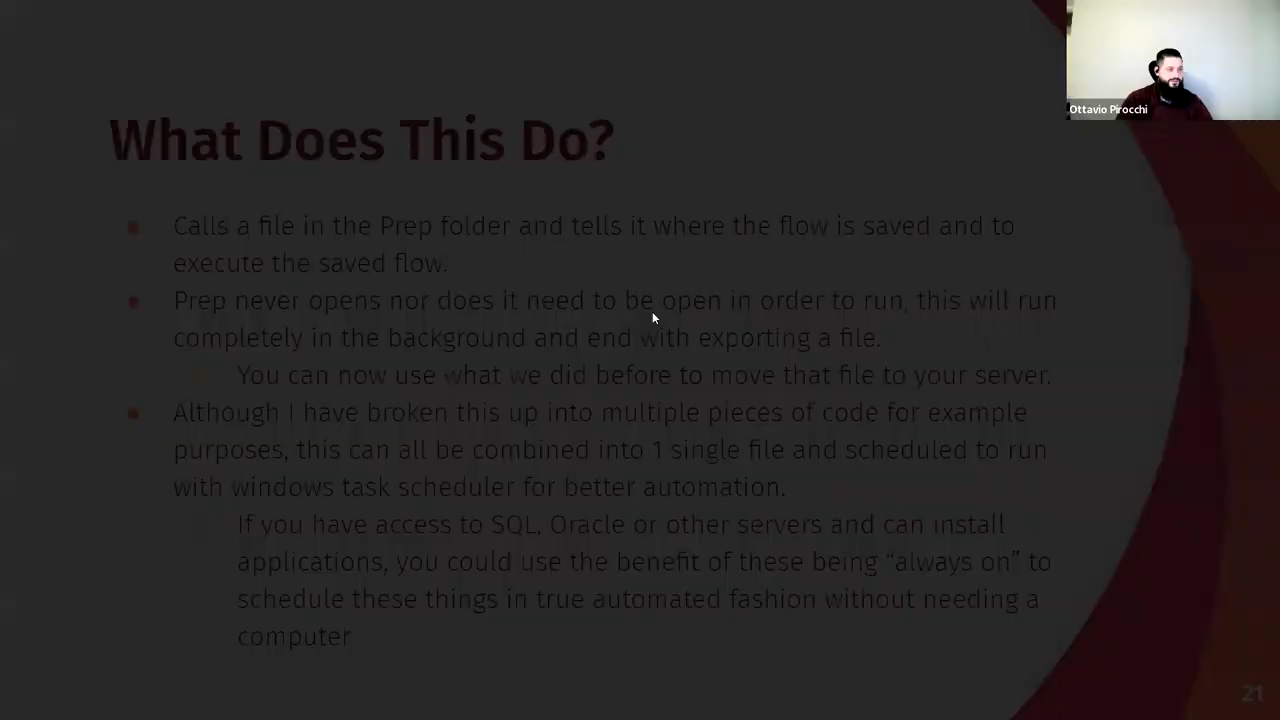 Ottavio Pirocchi
What Does This Do?
Calls a file in the Prep folder and tells it where the flow is saved and to
execute the saved flow.
Prep never opens nor does it need to be open in order to run, this will run
completely in the background and end with exporting a file.
You can now use what we did before to move that file to your server.
Although I have broken this up into multiple pieces of code for example
purposes, this can all be combined into 1 single file and scheduled to run
with windows task scheduler for better automation.
If you have access to SQL, Oracle or other servers and can install
applications, you could use the benefit of these being “always on” to
schedule these things in true automated fashion without needing a
computer
21